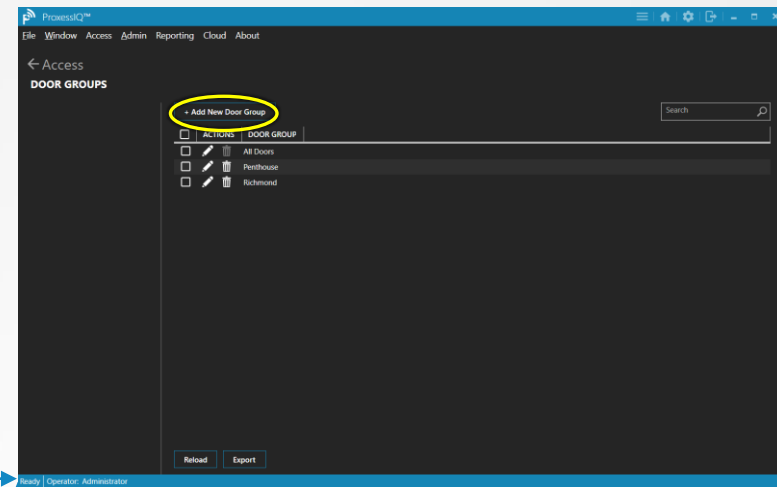 ProxessIQ™
File Window Access Admin Reporting Cloud About
Access
DOOR GROUPS
+ Add New Door Group
Search
ACTIONS DOOR GROUP
All Doors
Penthouse
Richmond
Reload Export
Ready Operator: Administrator